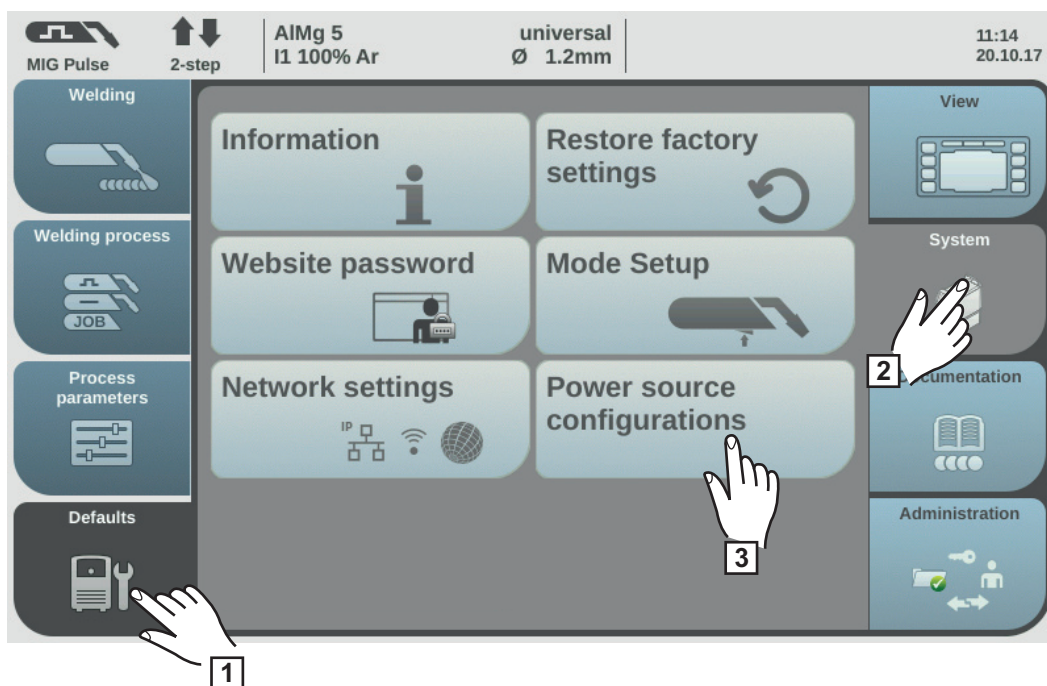 MIG Pulse
2-step
AlMg 5
I1 100% Ar
universal
Ø 1.2mm
11:14
20.10.17
Welding
Welding process
JOB
Process
parameters
Defaults
Information
Restore factory
settings
Website password
Mode Setup
Network settings
IP
Power source
configurations
View
System
Documentation
Administration
1
2
3